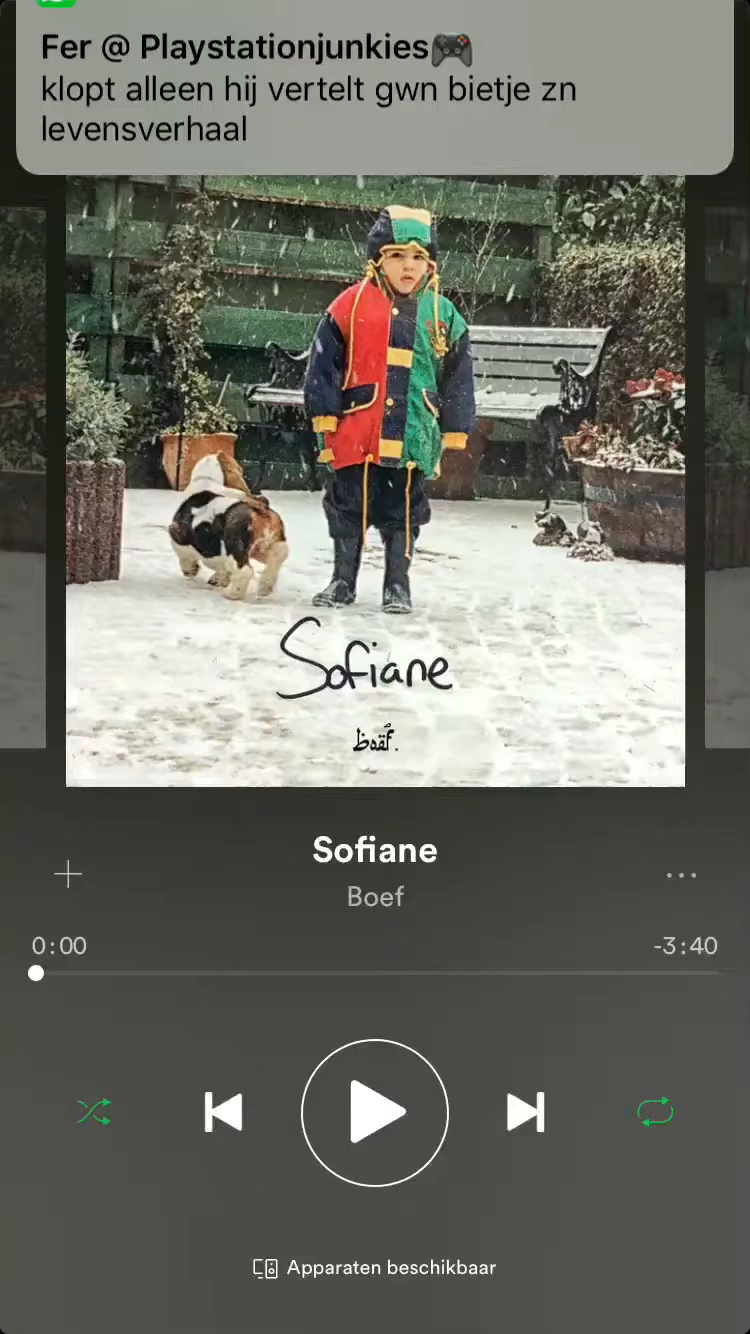 Fer @ Playstationjunkies🎮
klopt alleen hij vertelt gwn bietje zn
levensverhaal
Sofiane
boef.
Sofiane
Boef
0:00
-3:40
Apparaten beschikbaar